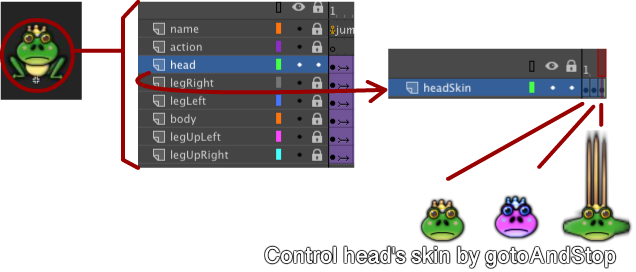 1
name
jum
action
head
legRight
legLeft
body
legUpLeft
legUpRight
1
headSkin
Control head's skin by gotoAndStop